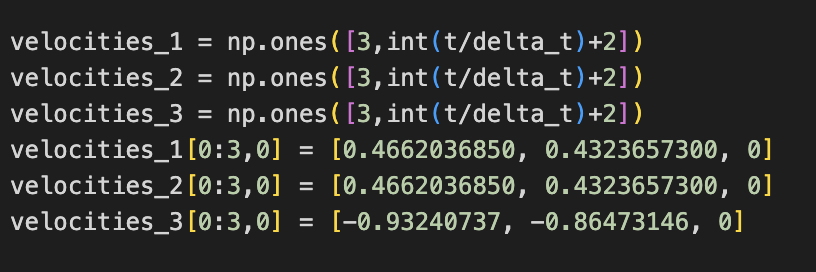 velocities_1 = np.ones([3,int(t/delta_t)+2])
velocities_2 = np.ones([3,int(t/delta_t)+2])
velocities_3 = np.ones([3,int(t/delta_t)+2])
velocities_1[0:3,0] = [0.4662036850, 0.4323657300, 0]
velocities_2[0:3,0] = [0.4662036850, 0.4323657300, 0]
velocities_3[0:3,0] = [-0.93240737, -0.86473146, 0]